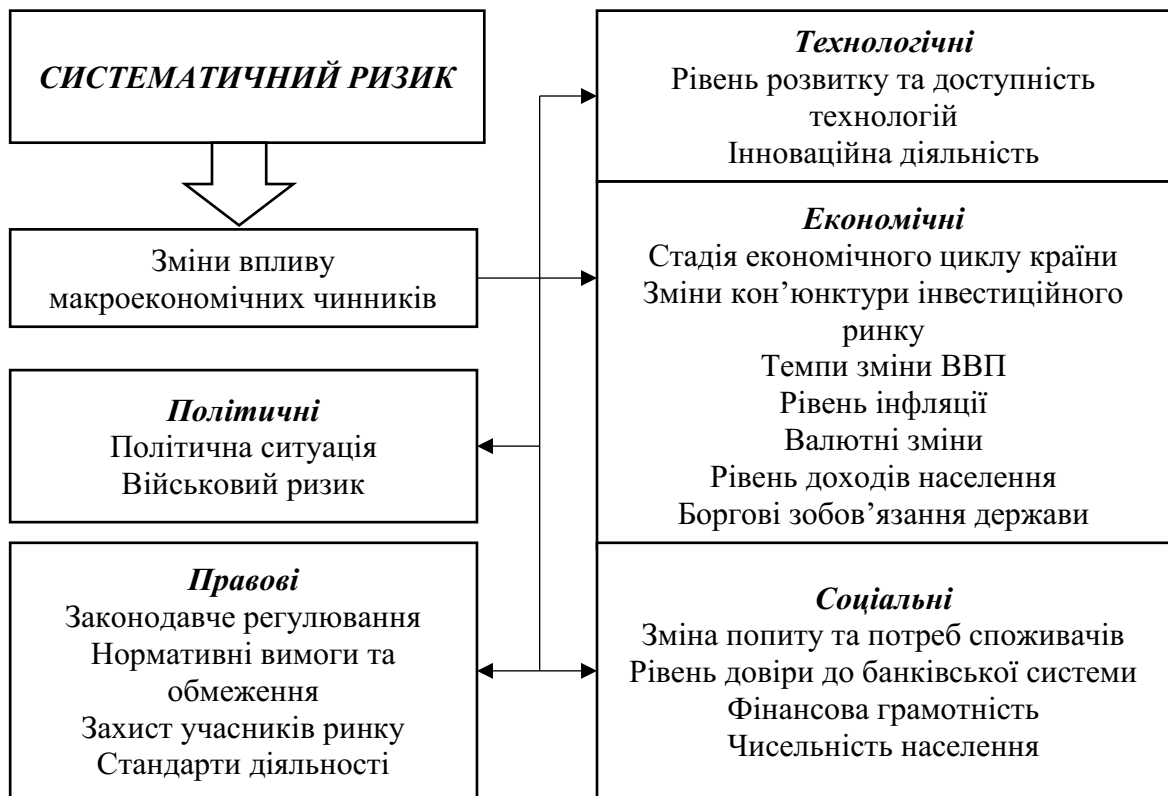 СИСТЕМАТИЧНИЙ РИЗИК
Зміни впливу
макроекономічних чинників
Політичні
Політична ситуація
Військовий ризик
Правові
Законодавче регулювання
Нормативні вимоги та
обмеження
Захист учасників ринку
Стандарти діяльності
Технологічні
Рівень розвитку та доступність
технологій
Інноваційна діяльність
Економічні
Стадія економічного циклу країни
Зміни кон’юнктури інвестиційного
ринку
Темпи зміни ВВП
Рівень інфляції
Валютні зміни
Рівень доходів населення
Боргові зобов’язання держави
Соціальні
Зміна попиту та потреб споживачів
Рівень довіри до банківської системи
Фінансова грамотність
Чисельність населення